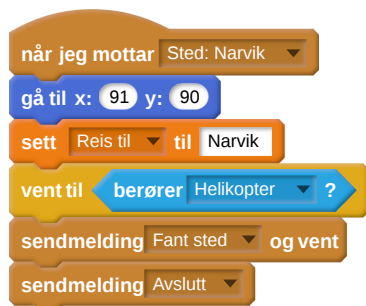 når jeg mottar Sted: Narvik
gå til x: 91 y: 90
sett Reis til til Narvik
vent til berører Helikopter ?
sendmelding Fant sted og vent
sendmelding Avslutt